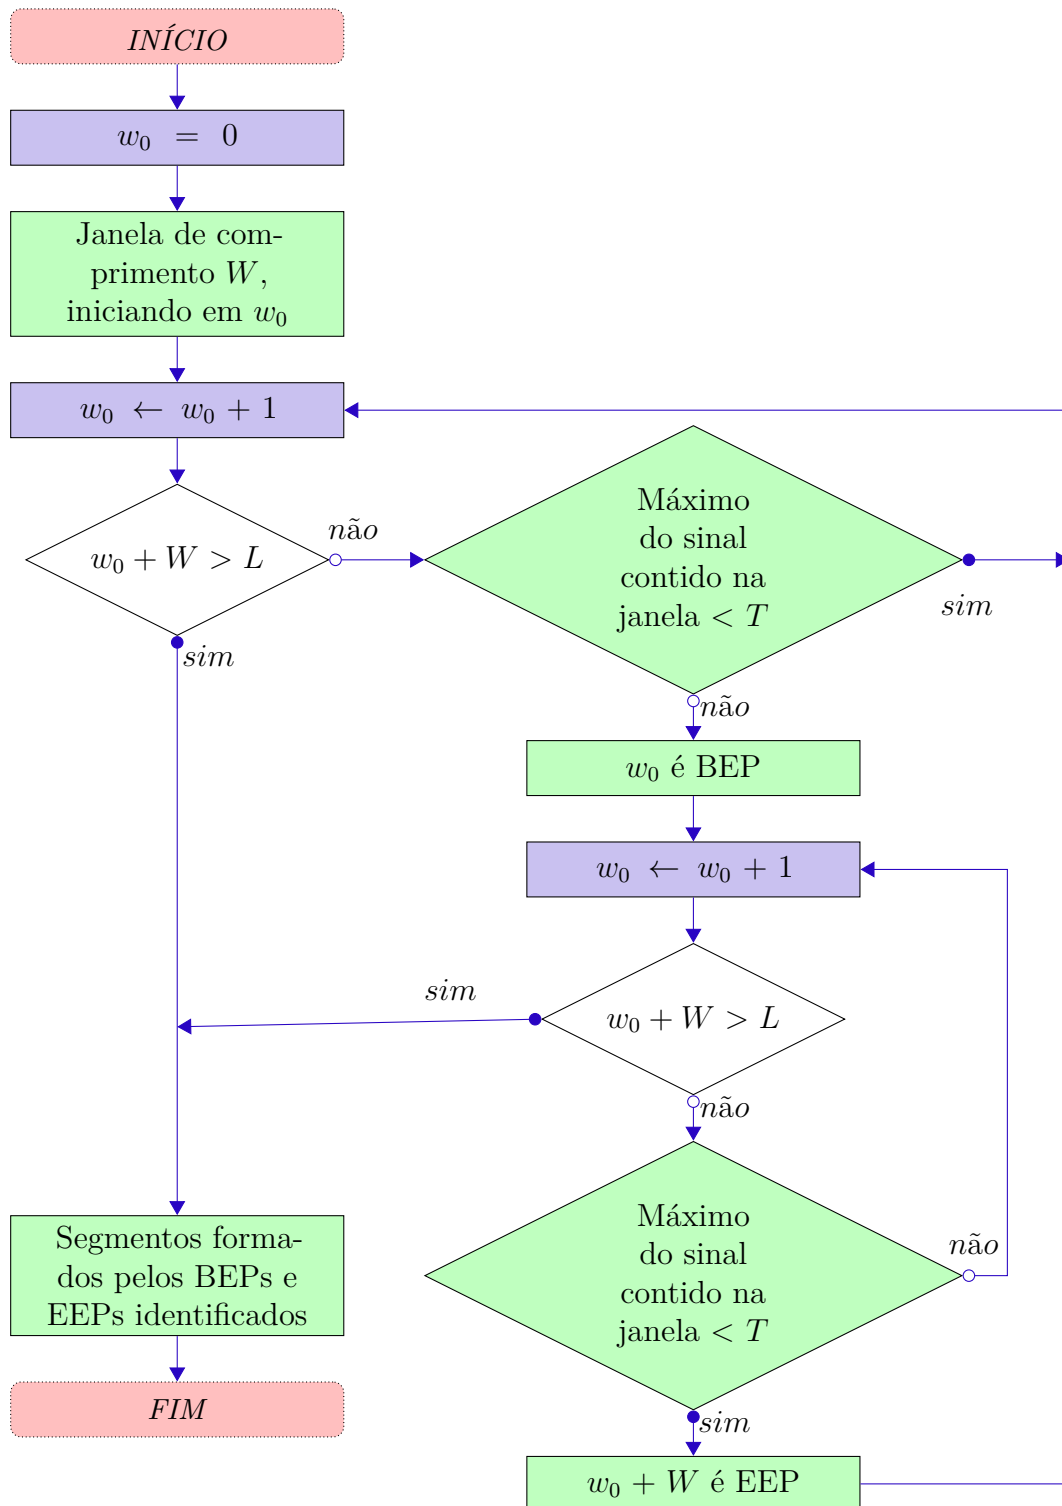 INÍCIO
w₀ = 0
Janela de com-
primento W,
iniciando em w₀
w₀ ← w₀ + 1
w₀ + W > L
não
sim
Máximo
do sinal
contido na
janela < T
sim
não
w₀ é BEP
w₀ ← w₀ + 1
w₀ + W > L
sim
não
Máximo
do sinal
contido na
janela < T
não
sim
w₀ + W é EEP
Segmentos forma-
dos pelos BEPs e
EEPs identificados
FIM